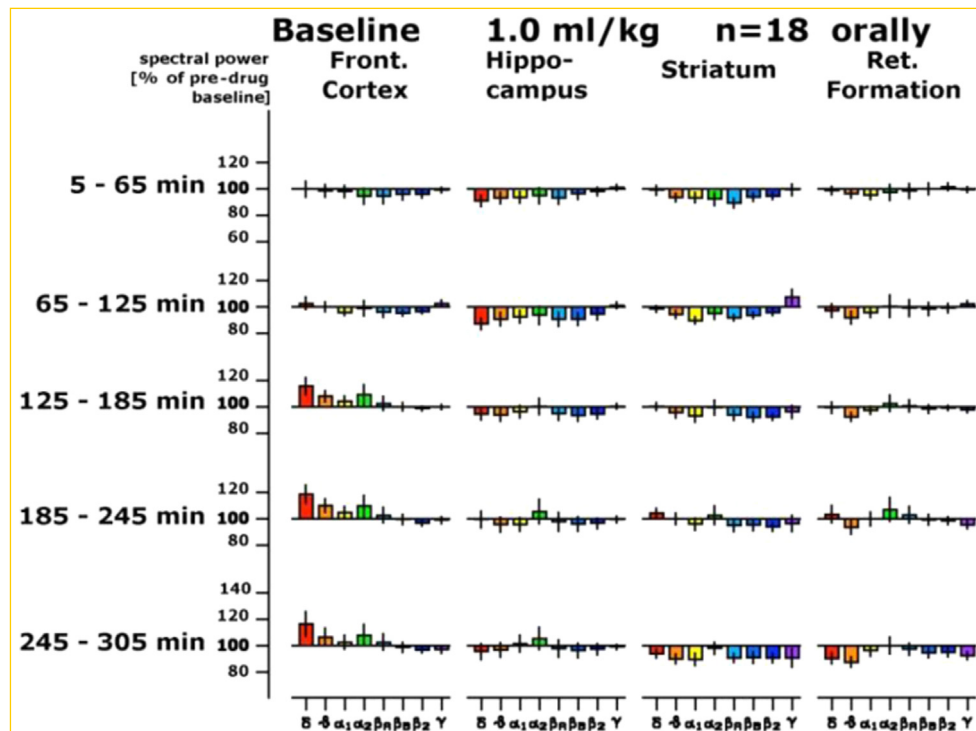 Baseline 1.0 ml/kg n=18 orally
spectral power
[% of pre-drug
baseline]
Front.
Cortex
Hippo-
campus
Striatum
Ret.
Formation
120
5 - 65 min 100
80
60
120
65 - 125 min 100
80
120
125 - 185 min 100
80
120
185 - 245 min 100
80
140
120
245 - 305 min 100
80
δ ϑ α1 α2 βA βB β2 γ δ ϑ α1 α2 βA βB β2 γ δ ϑ α1 α2 βA βB β2 γ δ ϑ α1 α2 βA βB β2 γ